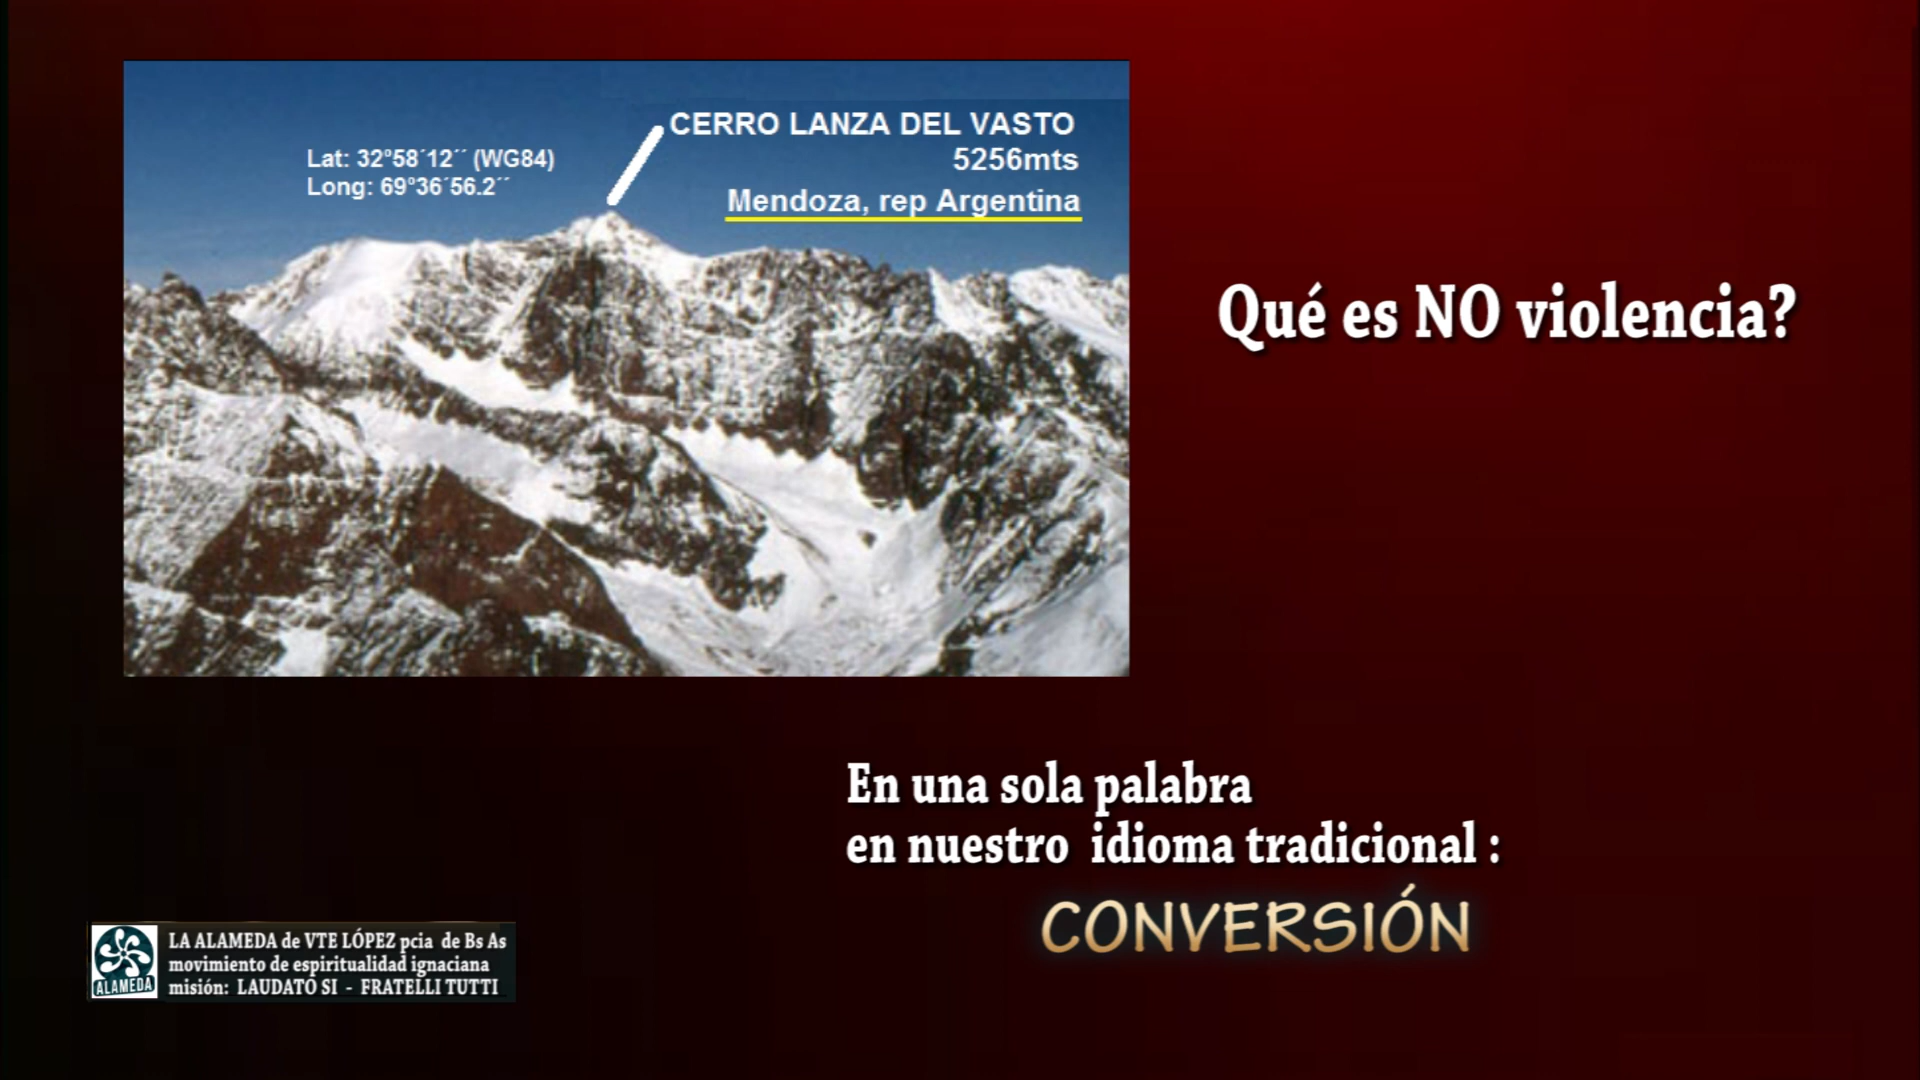 CERRO LANZA DEL VASTO
5256mts
Mendoza, rep Argentina
Lat: 32°58´12´´ (WG84)
Long: 69°36´56.2´´
Qué es NO violencia?
En una sola palabra
en nuestro idioma tradicional :
CONVERSIÓN
ALAMEDA
LA ALAMEDA de VTE LÓPEZ pcia de Bs As
movimiento de espiritualidad ignaciana
misión: LAUDATO SI - FRATELLI TUTTI